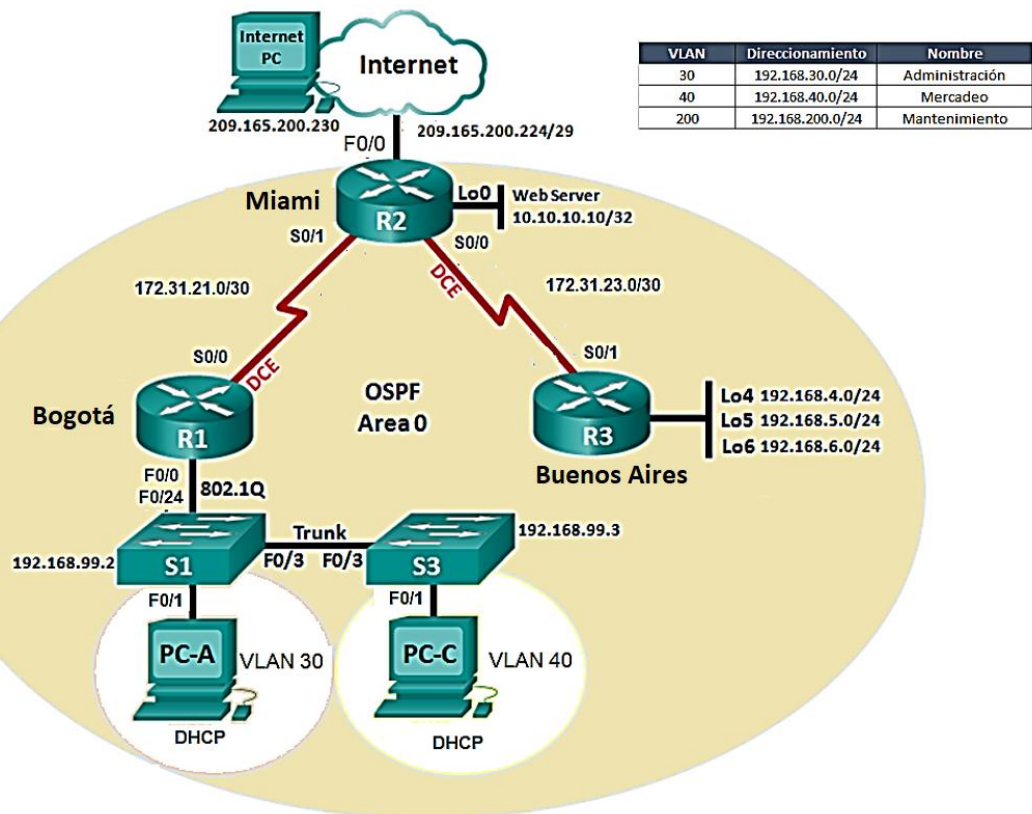 Internet
PC
Internet
209.165.200.230
209.165.200.224/29
F0/0
VLAN Direccionamiento Nombre
30 192.168.30.0/24 Administración
40 192.168.40.0/24 Mercadeo
200 192.168.200.0/24 Mantenimiento
Miami
R2
Lo0
Web Server
10.10.10.10/32
S0/1
S0/0
DCE
172.31.21.0/30
172.31.23.0/30
S0/0
DCE
S0/1
Bogotá
R1
OSPF
Area 0
R3
Buenos Aires
Lo4 192.168.4.0/24
Lo5 192.168.5.0/24
Lo6 192.168.6.0/24
F0/0
F0/24
802.1Q
Trunk
192.168.99.2
S1
F0/3
F0/3
S3
192.168.99.3
F0/1
F0/1
PC-A
VLAN 30
PC-C
VLAN 40
DHCP
DHCP